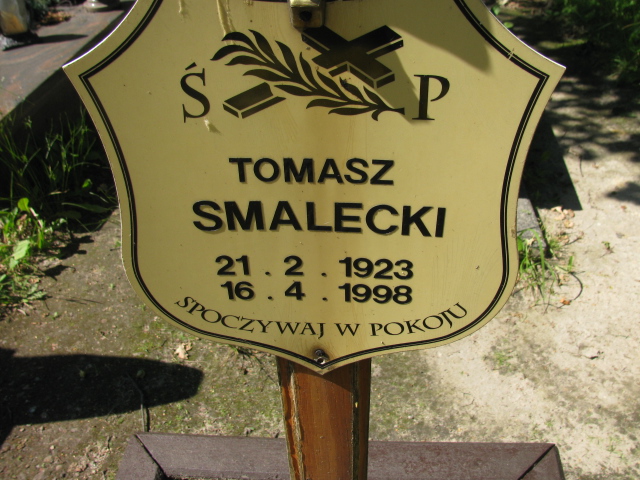 Ś P
TOMASZ
SMALECKI
21 . 2 . 1923
16 . 4 . 1998
SPOCZYWAJ W POKOJU